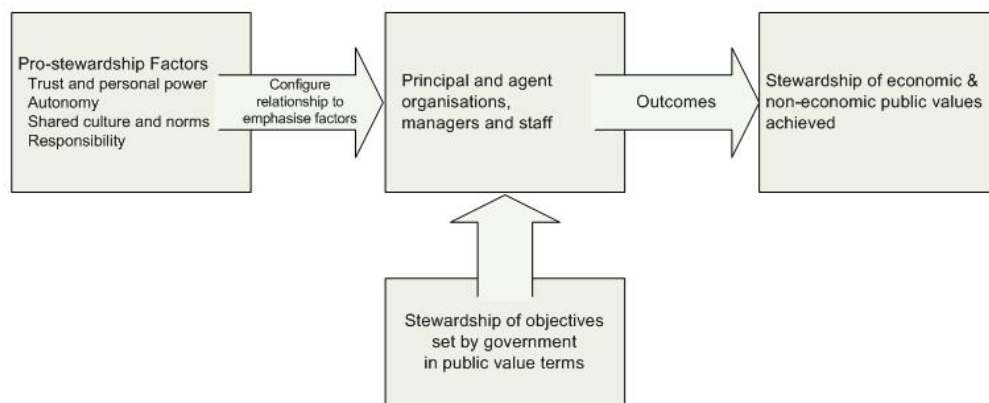 Pro-stewardship Factors
Trust and personal power
Autonomy
Shared culture and norms
Responsibility
Configure
relationship to
emphasise factors
Principal and agent
organisations,
managers and staff
Outcomes
Stewardship of economic &
non-economic public values
achieved
Stewardship of objectives
set by government
in public value terms